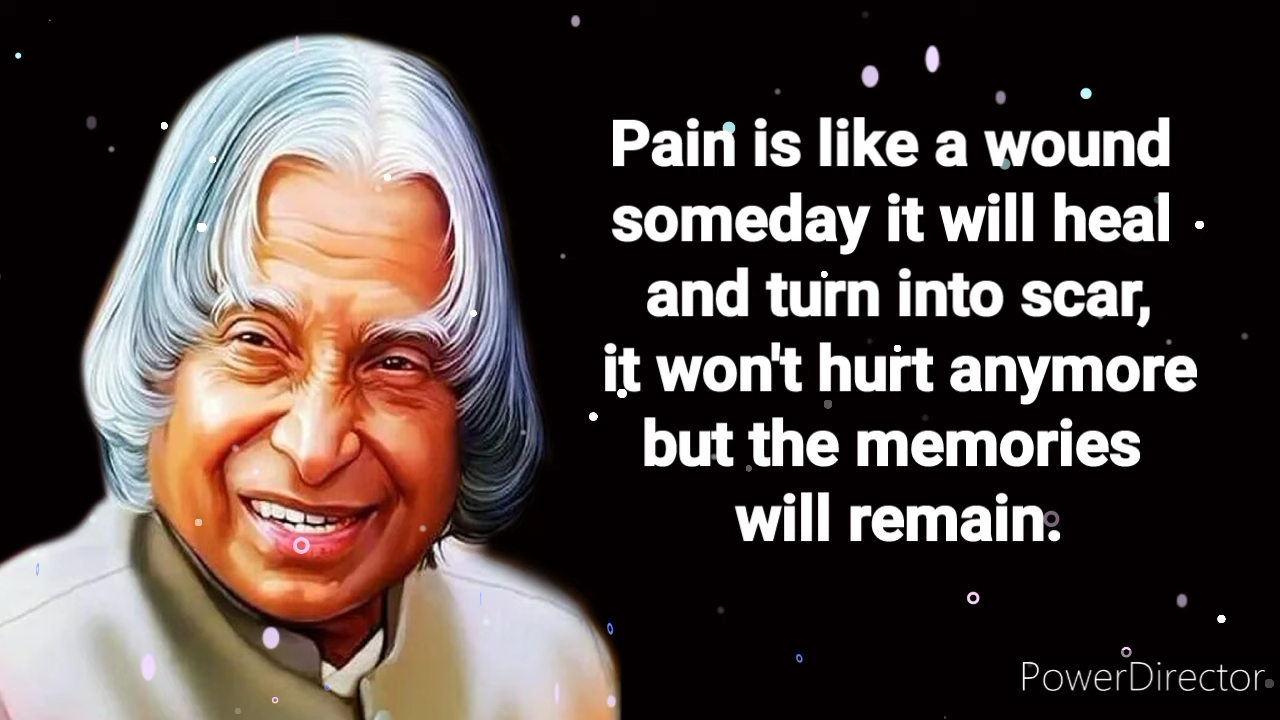 Pain is like a wound
someday it will heal
and turn into scar,
it won't hurt anymore
but the memories
will remain.
PowerDirector